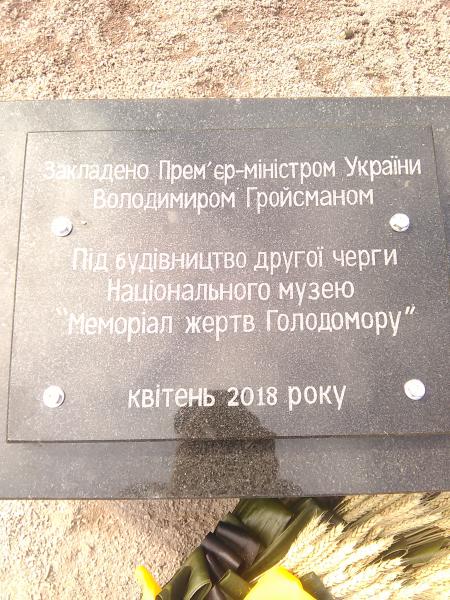 Закладено Прем'єр-міністром України
Володимиром Гройсманом
Під будівництво другої черги
Національного музею
"Меморіал жертв Голодомору"
квітень 2018 року